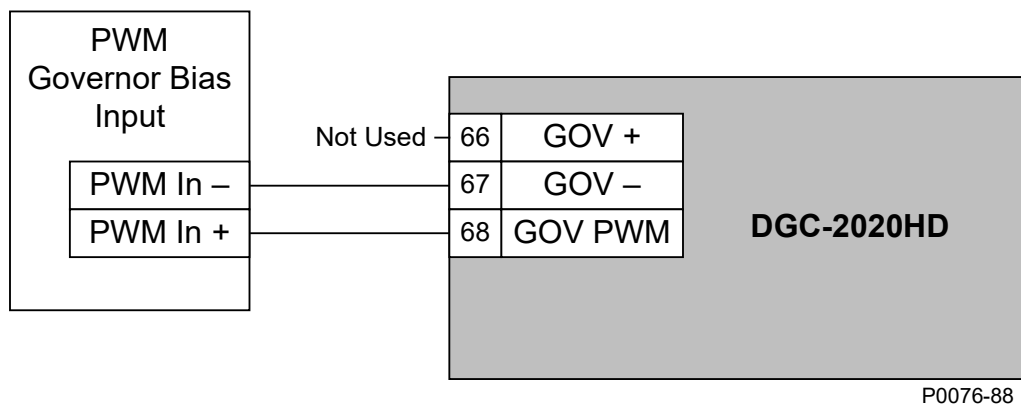 PWM
Governor Bias
Input
PWM In –
PWM In +
Not Used
66 GOV +
67 GOV –
68 GOV PWM
DGC-2020HD
P0076-88